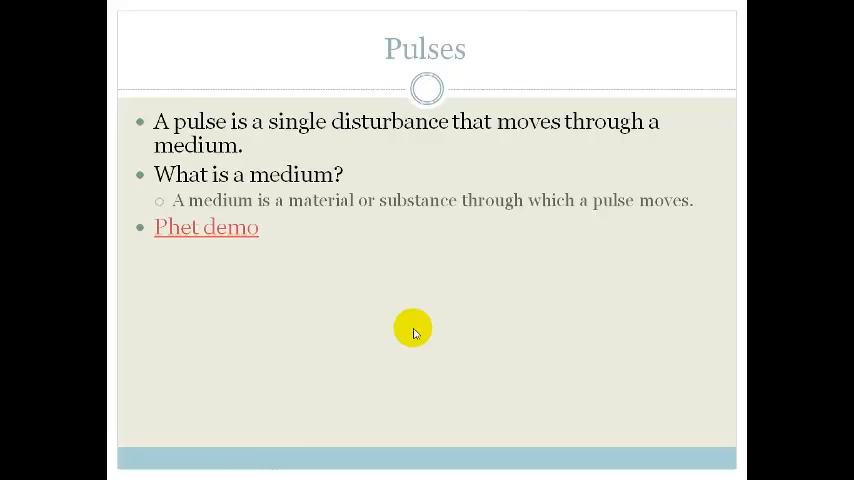 Pulses
A pulse is a single disturbance that moves through a
medium.
What is a medium?
A medium is a material or substance through which a pulse moves.
Phet demo